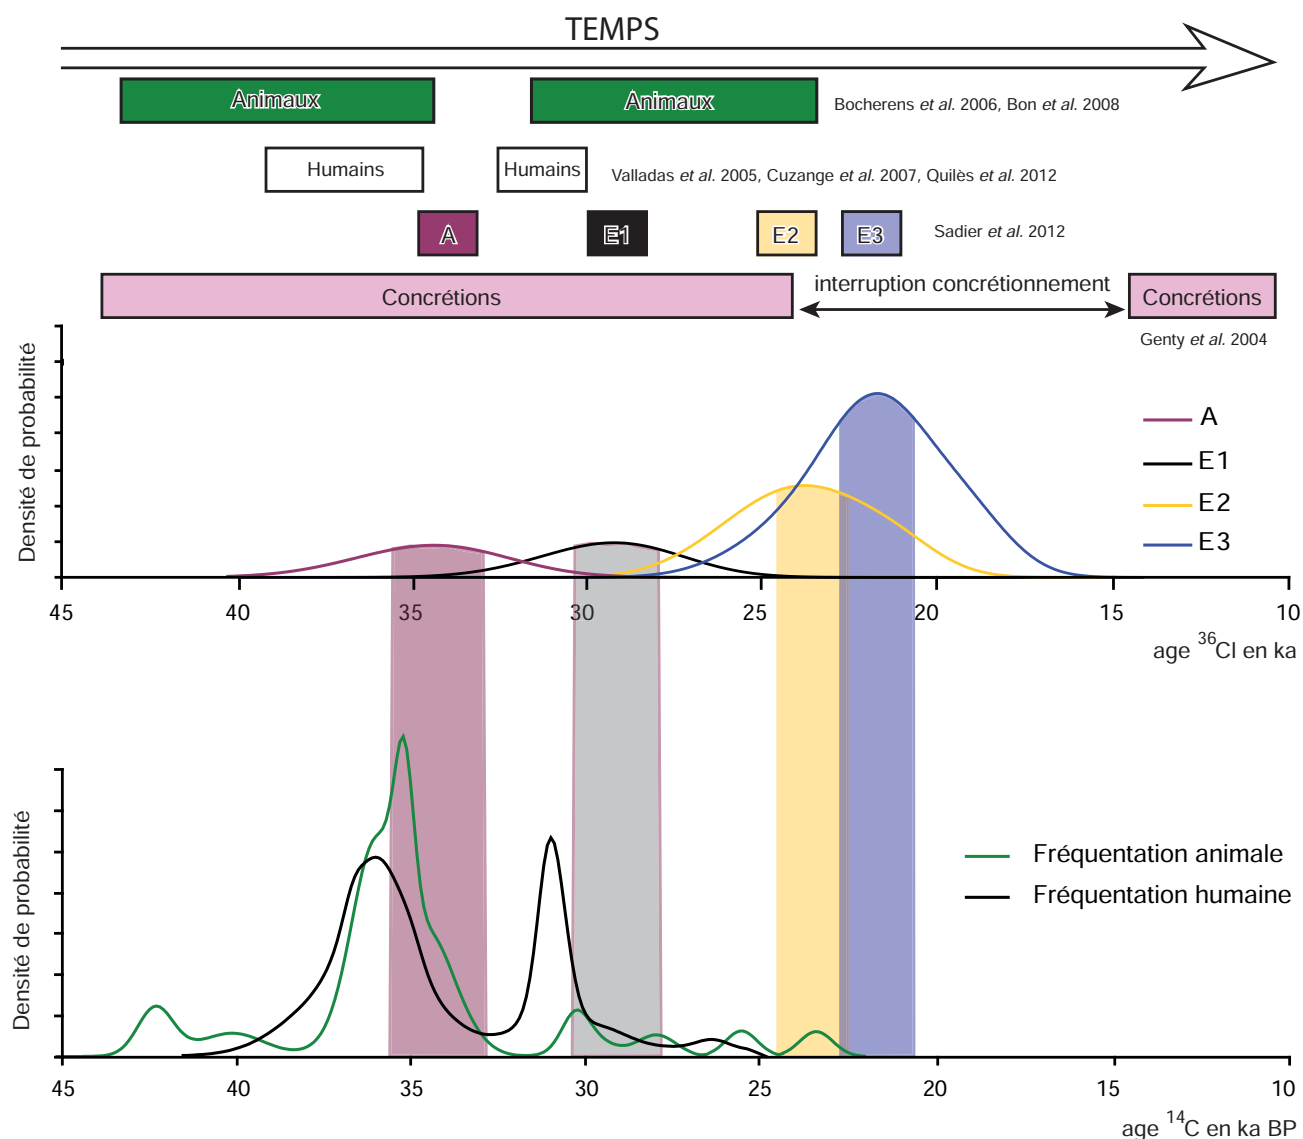 TEMPS
Animaux
Animaux
Bocherens et al. 2006, Bon et al. 2008
Humains
Humains
Valladas et al. 2005, Cuzange et al. 2007, Quilès et al. 2012
A
E1
E2
E3
Sadier et al. 2012
Concrétions
interruption concrétionnement
Concrétions
Genty et al. 2004
Densité de probabilité
A
E1
E2
E3
45 40 35 30 25 20 15 10
age 36Cl en ka
Densité de probabilité
Fréquentation animale
Fréquentation humaine
45 40 35 30 25 20 15 10
age 14C en ka BP